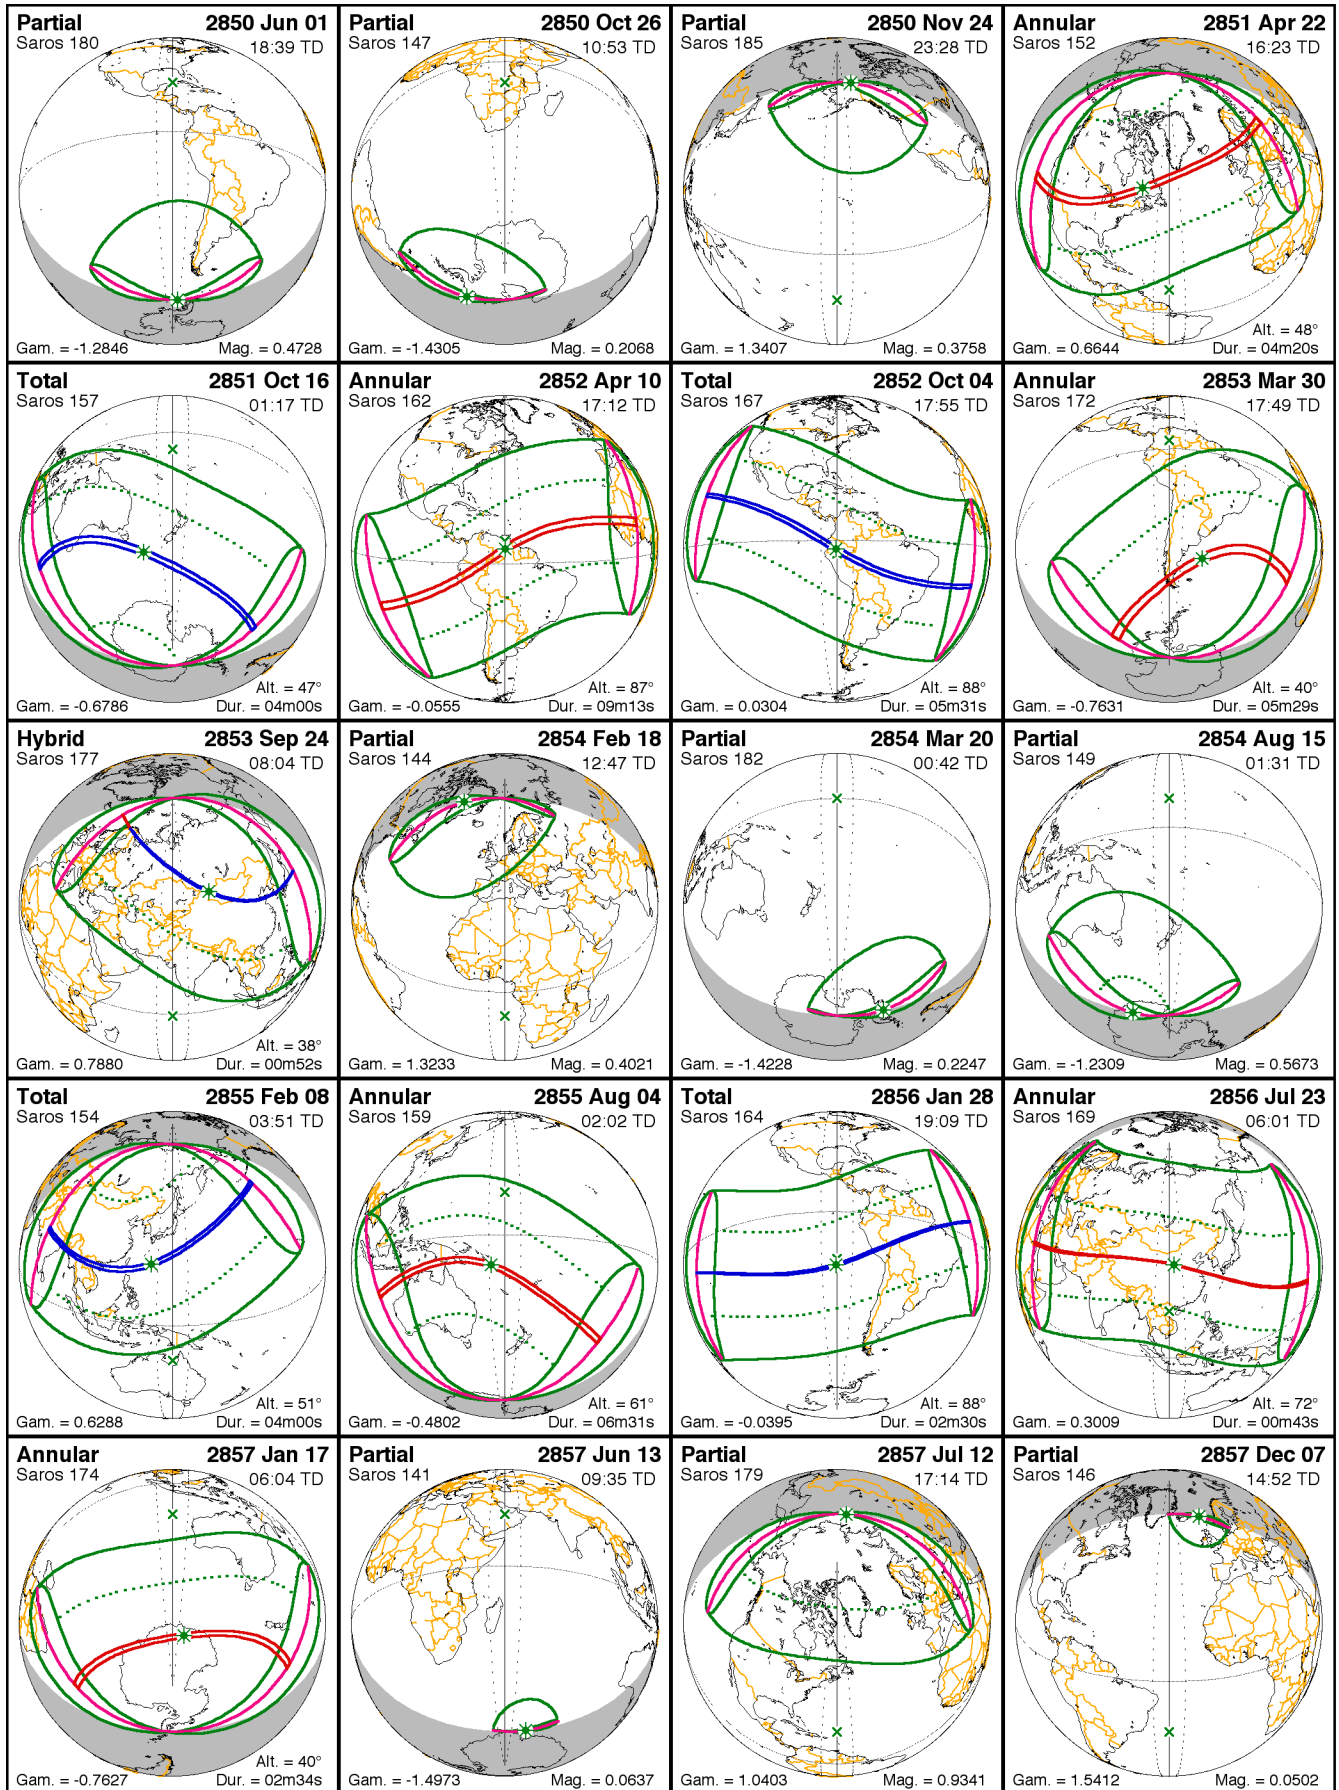 Partial 2850 Jun 01
Saros 180 18:39 TD
Gam. = -1.2846 Mag. = 0.4728
Partial 2850 Oct 26
Saros 147 10:53 TD
Gam. = -1.4305 Mag. = 0.2068
Partial 2850 Nov 24
Saros 185 23:28 TD
Gam. = 1.3407 Mag. = 0.3758
Annular 2851 Apr 22
Saros 152 16:23 TD
Alt. = 48°
Gam. = 0.6644 Dur. = 04m20s
Total 2851 Oct 16
Saros 157 01:17 TD
Alt. = 47°
Gam. = -0.6786 Dur. = 04m00s
Annular 2852 Apr 10
Saros 162 17:12 TD
Alt. = 87°
Gam. = -0.0555 Dur. = 09m13s
Total 2852 Oct 04
Saros 167 17:55 TD
Alt. = 88°
Gam. = 0.0304 Dur. = 05m31s
Annular 2853 Mar 30
Saros 172 17:49 TD
Alt. = 40°
Gam. = -0.7631 Dur. = 05m29s
Hybrid 2853 Sep 24
Saros 177 08:04 TD
Alt. = 38°
Gam. = 0.7880 Dur. = 00m52s
Partial 2854 Feb 18
Saros 144 12:47 TD
Gam. = 1.3233 Mag. = 0.4021
Partial 2854 Mar 20
Saros 182 00:42 TD
Gam. = -1.4228 Mag. = 0.2247
Partial 2854 Aug 15
Saros 149 01:31 TD
Gam. = -1.2309 Mag. = 0.5673
Total 2855 Feb 08
Saros 154 03:51 TD
Alt. = 51°
Gam. = 0.6288 Dur. = 04m00s
Annular 2855 Aug 04
Saros 159 02:02 TD
Alt. = 61°
Gam. = -0.4802 Dur. = 06m31s
Total 2856 Jan 28
Saros 164 19:09 TD
Alt. = 88°
Gam. = -0.0395 Dur. = 02m30s
Annular 2856 Jul 23
Saros 169 06:01 TD
Alt. = 72°
Gam. = 0.3009 Dur. = 00m43s
Annular 2857 Jan 17
Saros 174 06:04 TD
Alt. = 40°
Gam. = -0.7627 Dur. = 02m34s
Partial 2857 Jun 13
Saros 141 09:35 TD
Gam. = -1.4973 Mag. = 0.0637
Partial 2857 Jul 12
Saros 179 17:14 TD
Gam. = 1.0403 Mag. = 0.9341
Partial 2857 Dec 07
Saros 146 14:52 TD
Gam. = 1.5412 Mag. = 0.0502